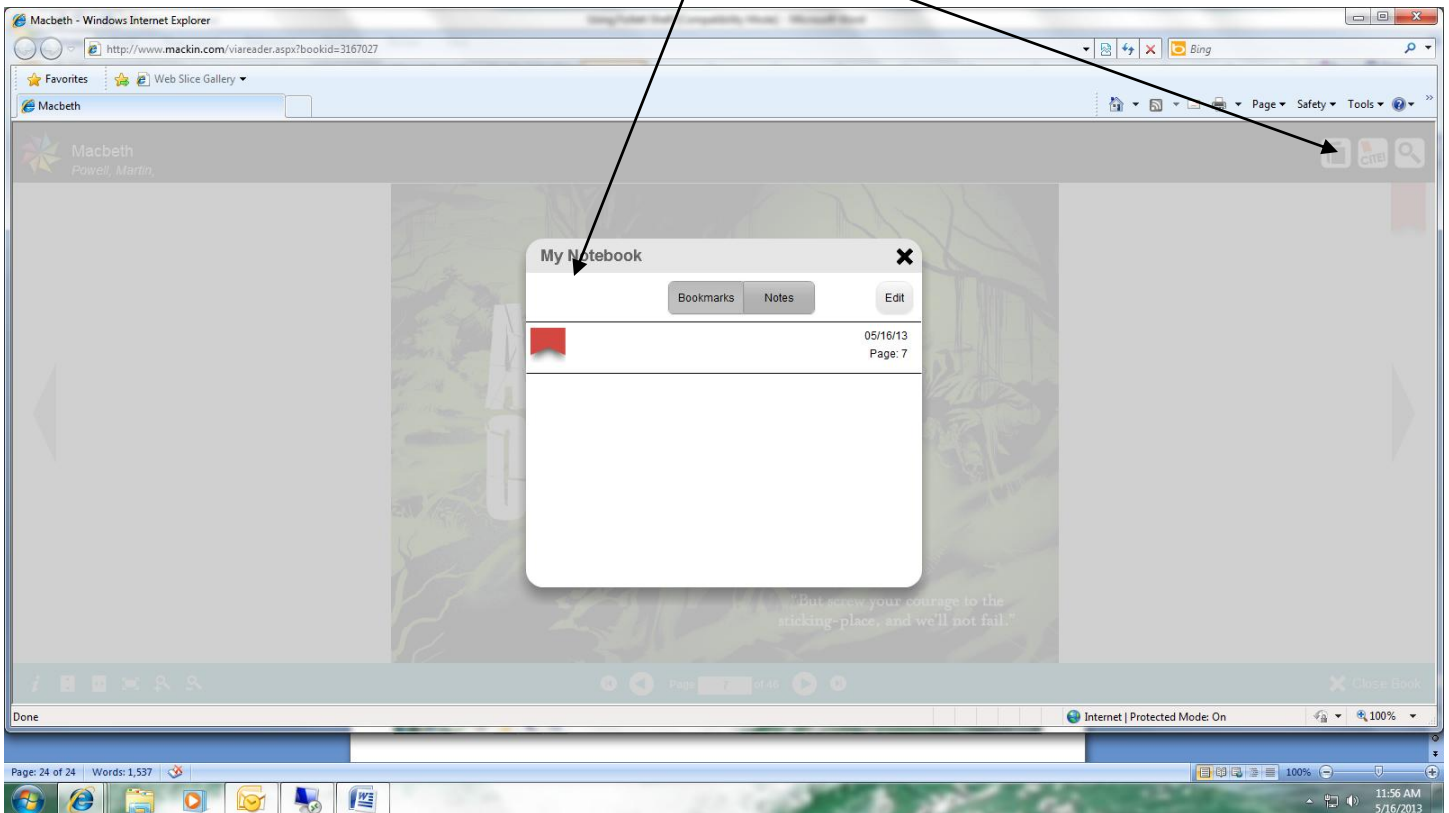 Macbeth - Windows Internet Explorer
http://www.mackin.com/viareader.aspx?bookid=3167027
Bing
Favorites Web Slice Gallery
Macbeth
Page Safety Tools
Macbeth
Powell, Martin,
CITE!
My Notebook
Bookmarks Notes Edit
05/16/13
Page: 7
"But screw your courage to the
sticking-place, and we'll not fail."
Page 7 of 46
Close Book
Done
Internet | Protected Mode: On
100%
Page: 24 of 24 Words: 1,537
100%
11:56 AM
5/16/2013